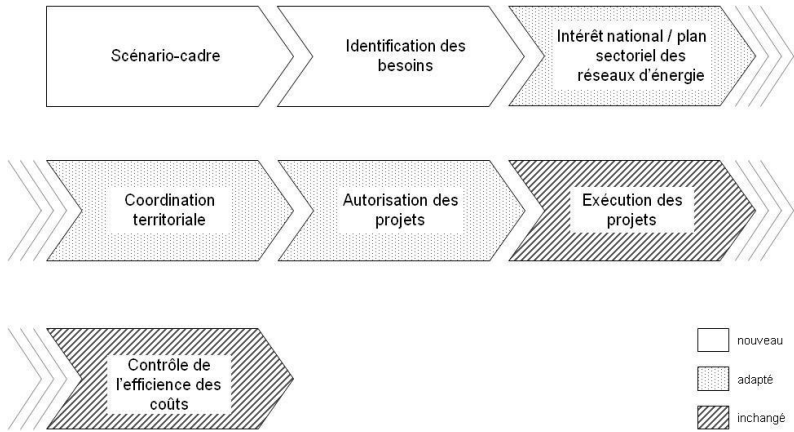 Scénario-cadre
Identification des
besoins
Intérêt national / plan
sectoriel des
réseaux d'énergie
Coordination
territoriale
Autorisation des
projets
Exécution des
projets
Contrôle de
l'efficience des
coûts
nouveau
adapté
inchangé